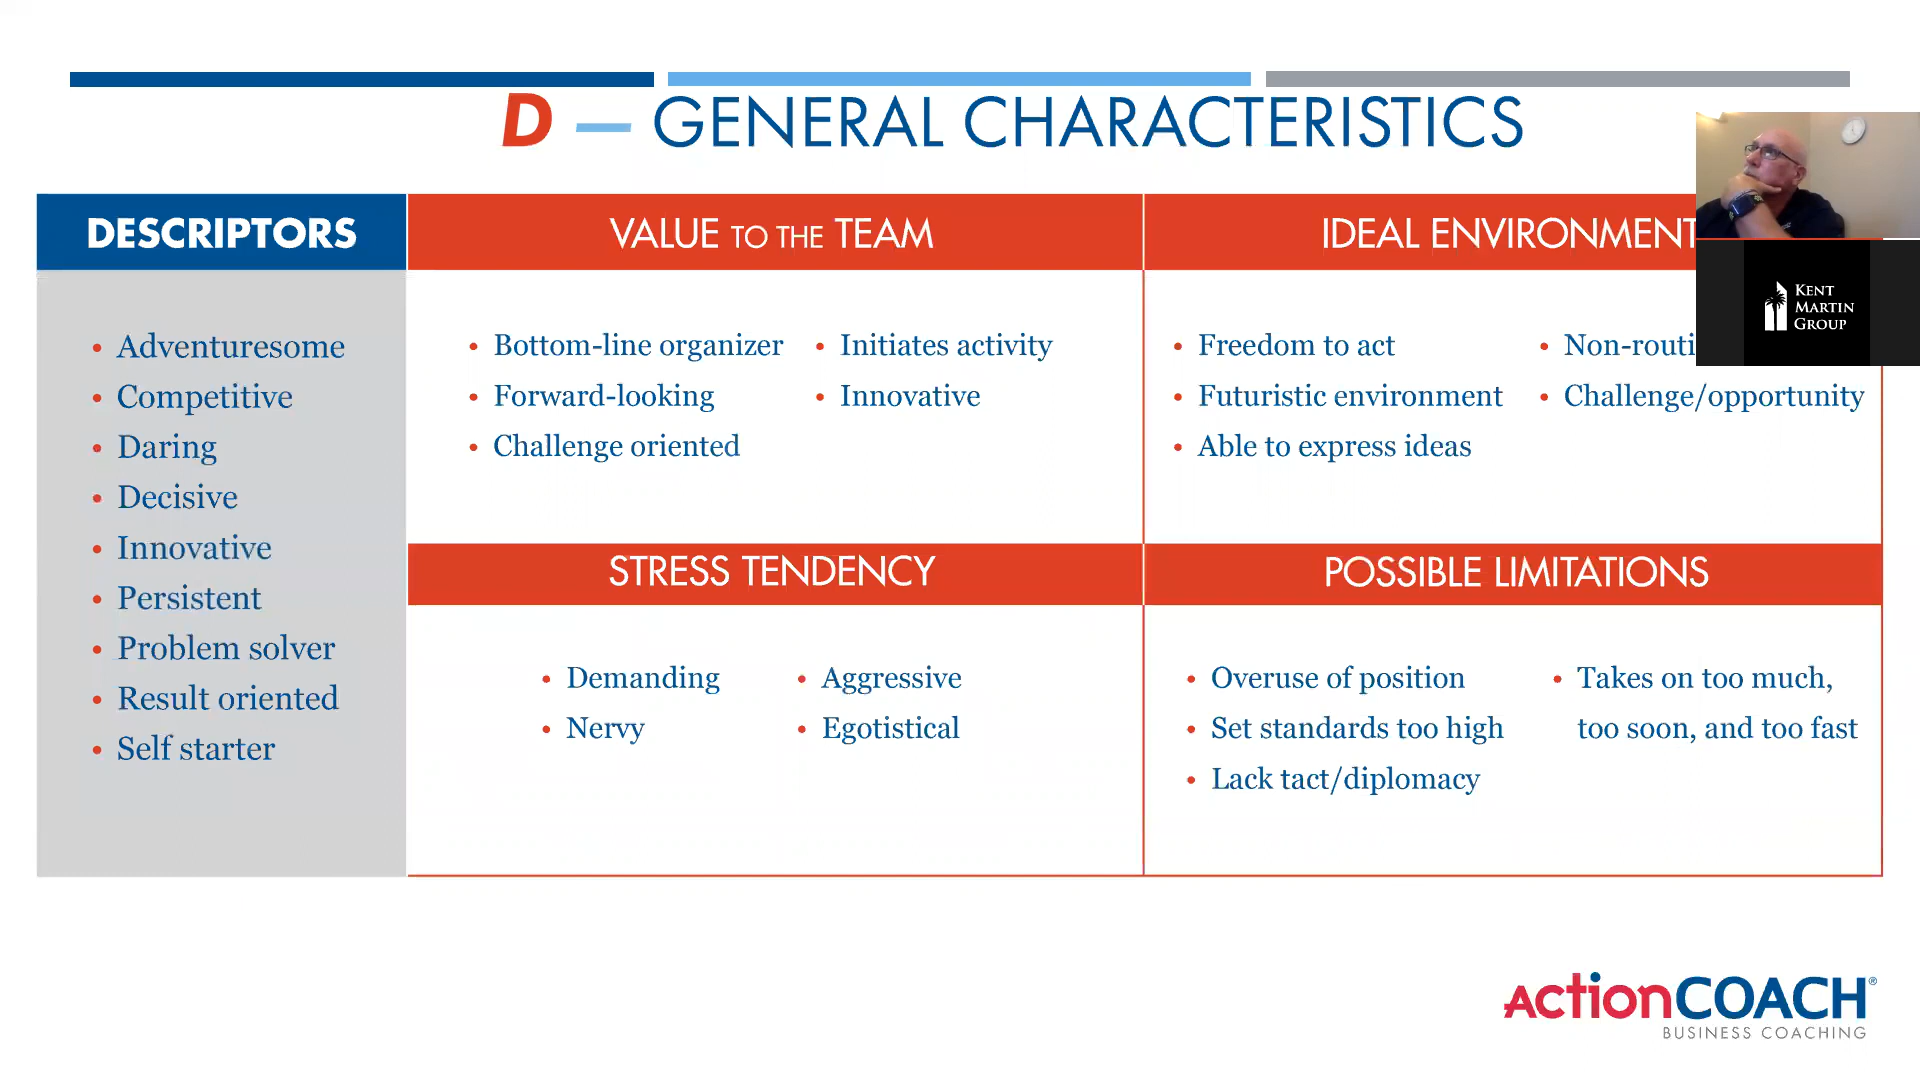 D — GENERAL CHARACTERISTICS
DESCRIPTORS
• Adventuresome
• Competitive
• Daring
• Decisive
• Innovative
• Persistent
• Problem solver
• Result oriented
• Self starter
VALUE TO THE TEAM
• Bottom-line organizer
• Forward-looking
• Challenge oriented
• Initiates activity
• Innovative
IDEAL ENVIRONMENT
• Freedom to act
• Futuristic environment
• Able to express ideas
• Challenge/opportunity
STRESS TENDENCY
• Demanding
• Nervy
• Aggressive
• Egotistical
POSSIBLE LIMITATIONS
• Overuse of position
• Set standards too high
• Lack tact/diplomacy
• Takes on too much,
too soon, and too fast
KENT
MARTIN
GROUP
ActionCOACH®
BUSINESS COACHING